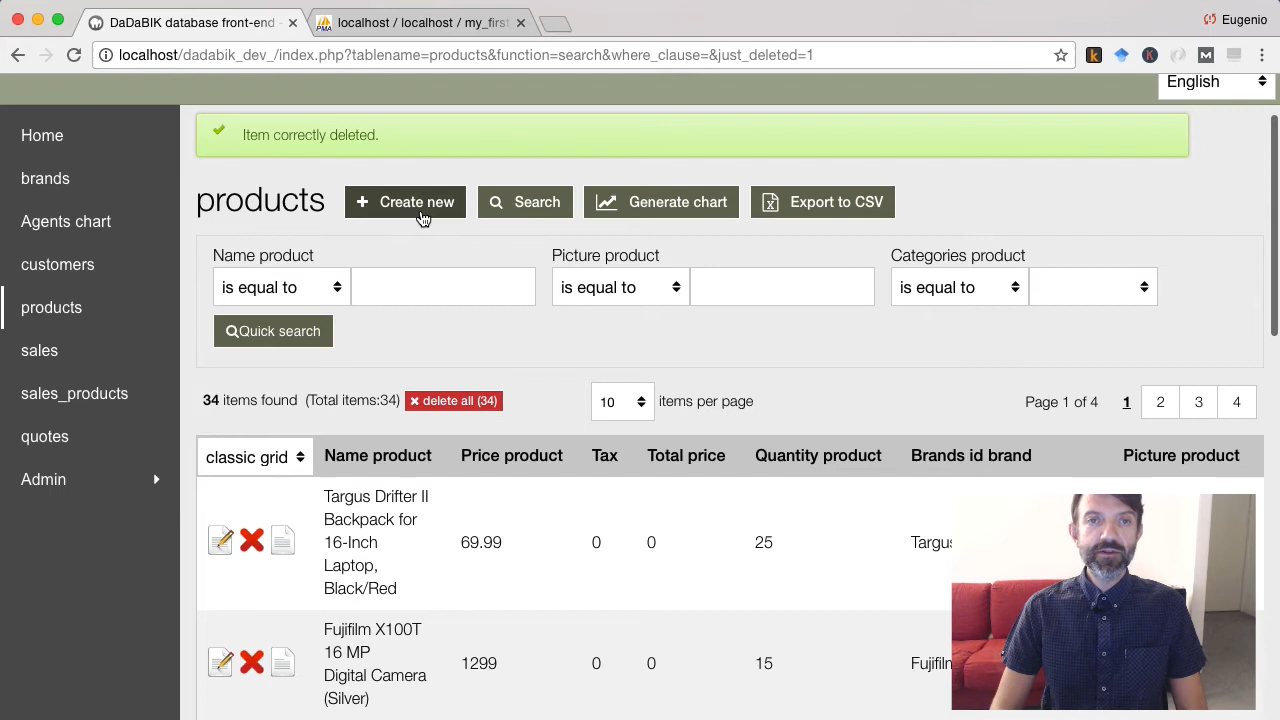 DaDaBIK database front-end -
localhost / localhost / my_first
Eugenio
localhost/dadabik_dev_/index.php?tablename=products&function=search&where_clause=&just_deleted=1
English
Home
brands
Agents chart
customers
products
sales
sales_products
quotes
Admin
Item correctly deleted.
products
Create new
Search
Generate chart
Export to CSV
Name product
Picture product
Categories product
is equal to
is equal to
is equal to
Quick search
34 items found (Total items:34)
delete all (34)
10 items per page
Page 1 of 4 1 2 3 4
classic grid Name product Price product Tax Total price Quantity product Brands id brand Picture product
Targus Drifter II
Backpack for
16-Inch
Laptop,
Black/Red
69.99 0 0 25
Fujifilm X100T
16 MP
Digital Camera
(Silver)
1299 0 0 15